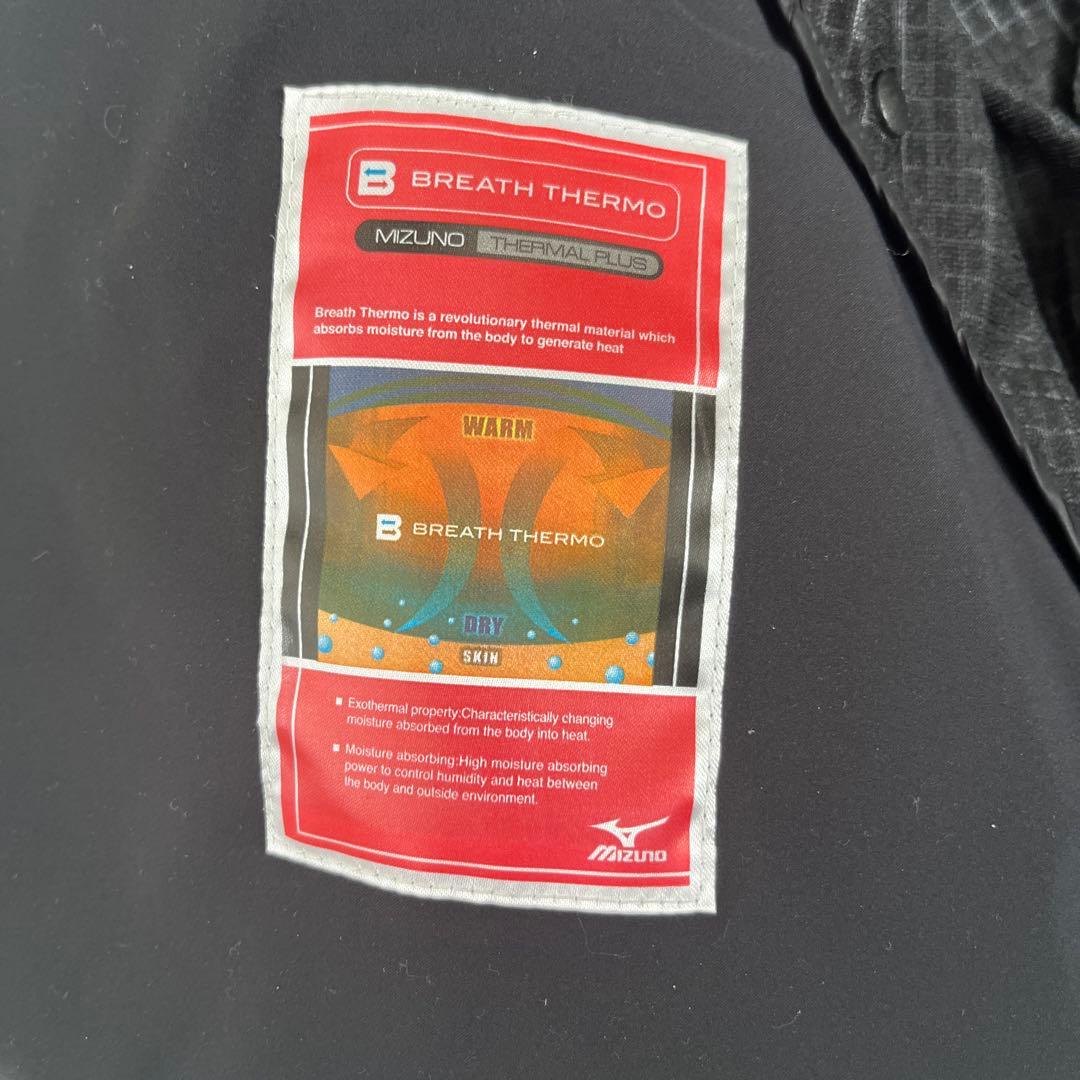 B BREATH THERMO
MIZUNO THERMAL PLUS
Breath Thermo is a revolutionary thermal material which
absorbs moisture from the body to generate heat
WARM
B BREATH THERMO
DRY
SKIN
■ Exothermal property:Characteristically changing
moisture absorbed from the body into heat.
■ Moisture absorbing:High moisture absorbing
power to control humidity and heat between
the body and outside environment.
MIZUNO